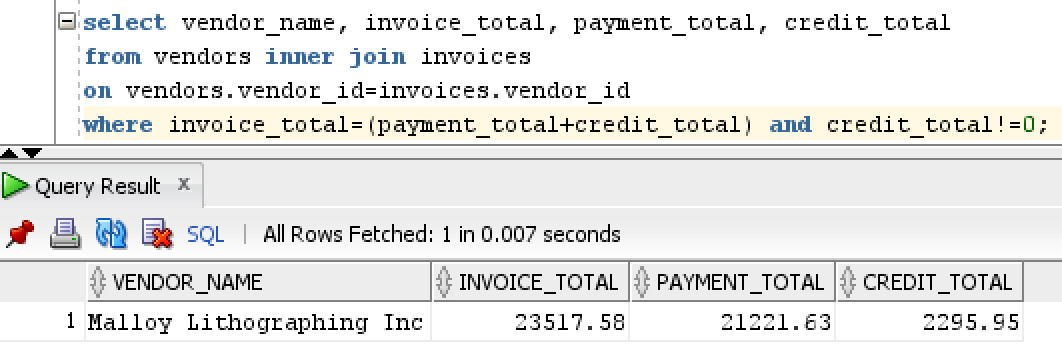 select vendor_name, invoice_total, payment_total, credit_total
from vendors inner join invoices
on vendors.vendor_id=invoices.vendor_id
where invoice_total=(payment_total+credit_total) and credit_total!=0;
Query Result x
SQL | All Rows Fetched: 1 in 0.007 seconds
VENDOR_NAME INVOICE_TOTAL PAYMENT_TOTAL CREDIT_TOTAL
1 Malloy Lithographing Inc 23517.58 21221.63 2295.95